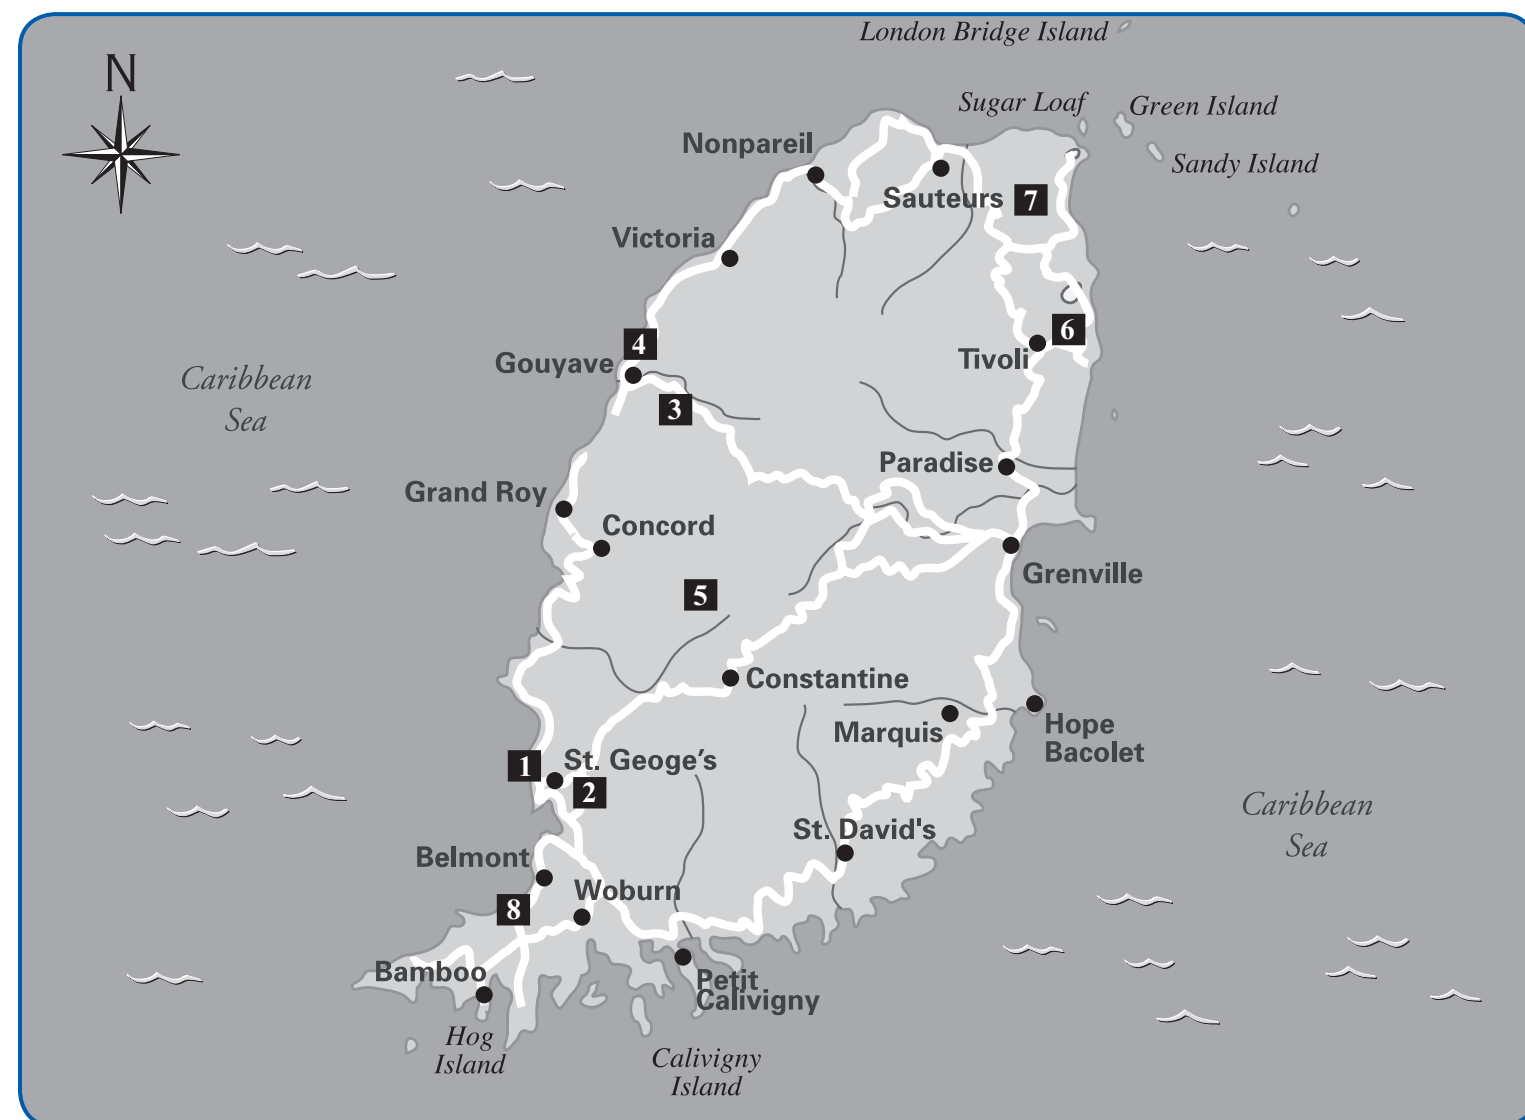 London Bridge Island
N
Sugar Loaf
Green Island
Nonpareil
Sandy Island
Sauteurs
7
Victoria
6
4
Tivoli
Gouyave
Caribbean
Sea
3
Paradise
Grand Roy
Concord
Grenville
5
Constantine
Marquis
Hope
Bacolet
1
St. Geoge's
2
Caribbean
Sea
St. David's
Belmont
Woburn
8
Bamboo
Petit
Calivigny
Hog
Island
Calivigny
Island